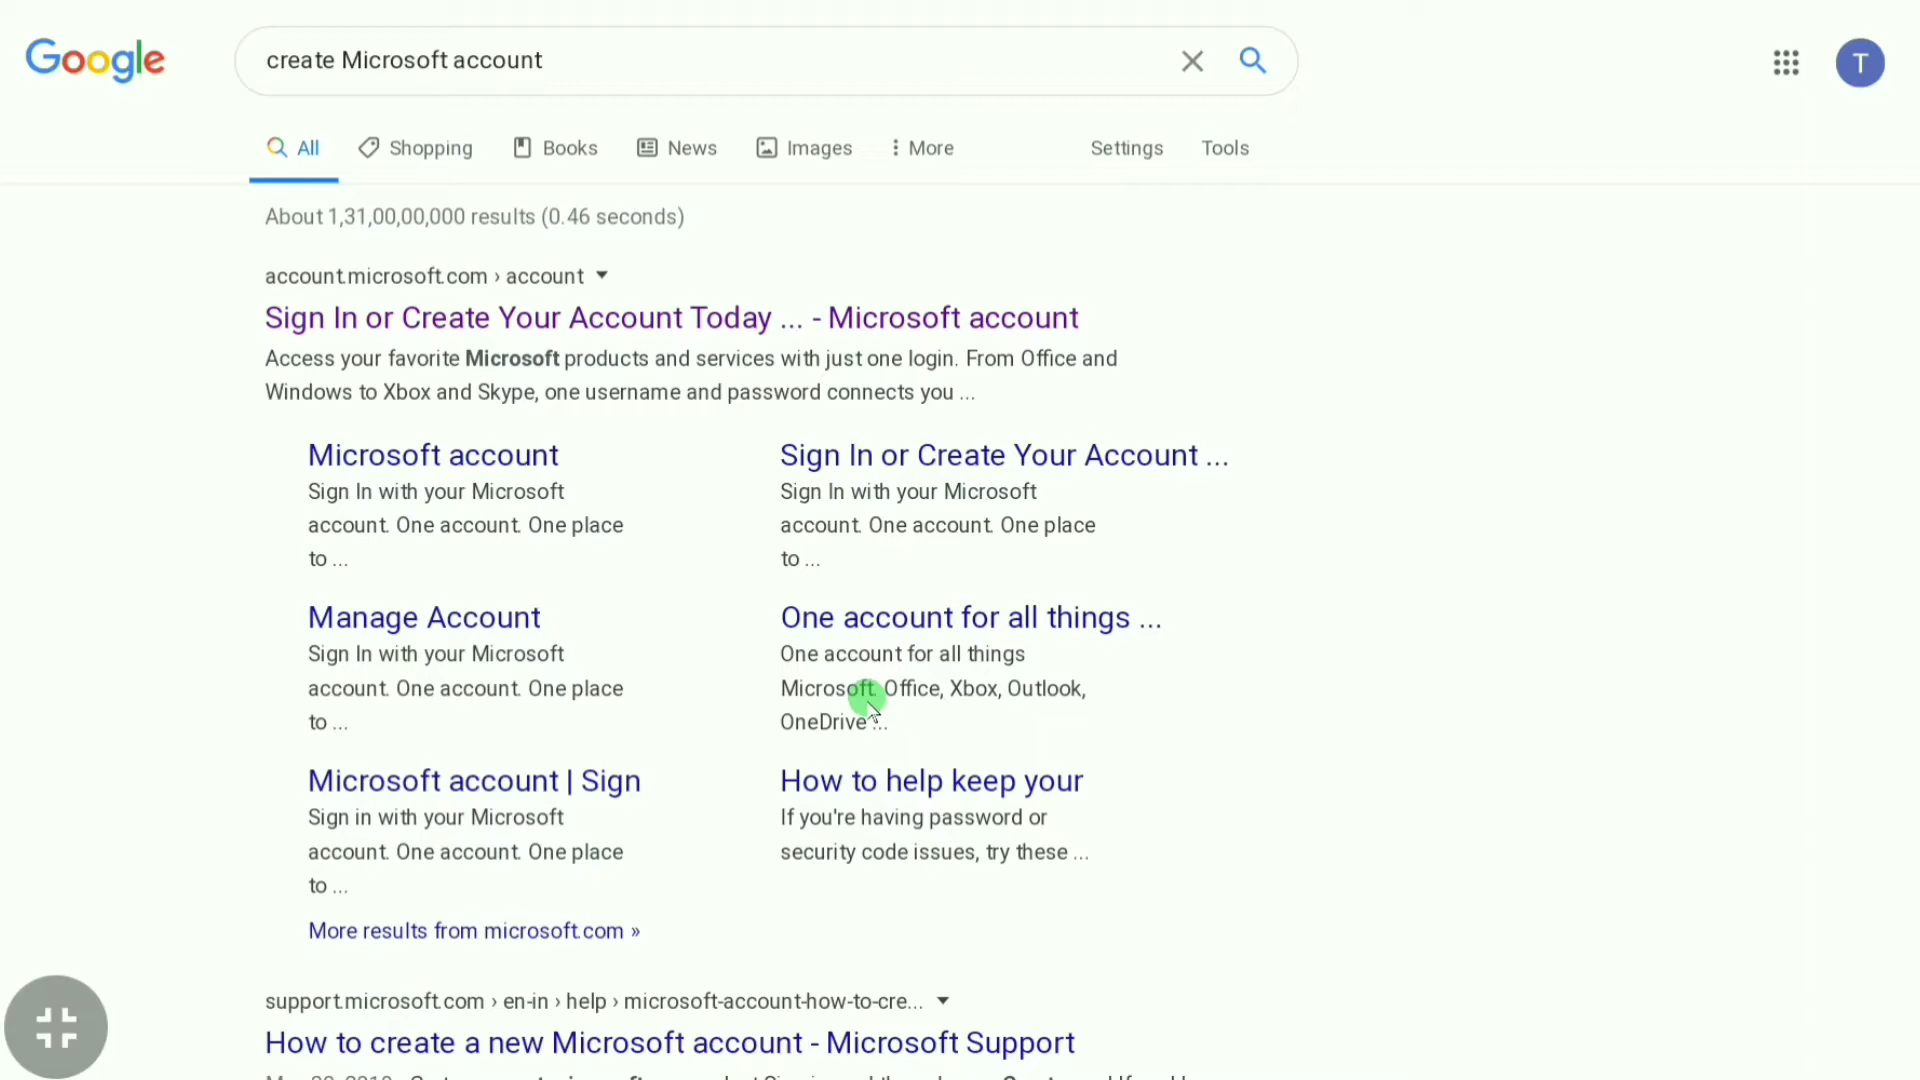 Google
create Microsoft account
T
All Shopping Books News Images More Settings Tools
About 1,31,00,00,000 results (0.46 seconds)
account.microsoft.com › account
Sign In or Create Your Account Today ... - Microsoft account
Access your favorite Microsoft products and services with just one login. From Office and
Windows to Xbox and Skype, one username and password connects you ...
Microsoft account
Sign In with your Microsoft
account. One account. One place
to ...
Sign In or Create Your Account ...
Sign In with your Microsoft
account. One account. One place
to ...
Manage Account
Sign In with your Microsoft
account. One account. One place
to ...
One account for all things ...
One account for all things
Microsoft. Office, Xbox, Outlook,
OneDrive ...
Microsoft account | Sign
Sign in with your Microsoft
account. One account. One place
to ...
How to help keep your
If you're having password or
security code issues, try these ...
More results from microsoft.com »
support.microsoft.com › en-in › help › microsoft-account-how-to-cre...
How to create a new Microsoft account - Microsoft Support